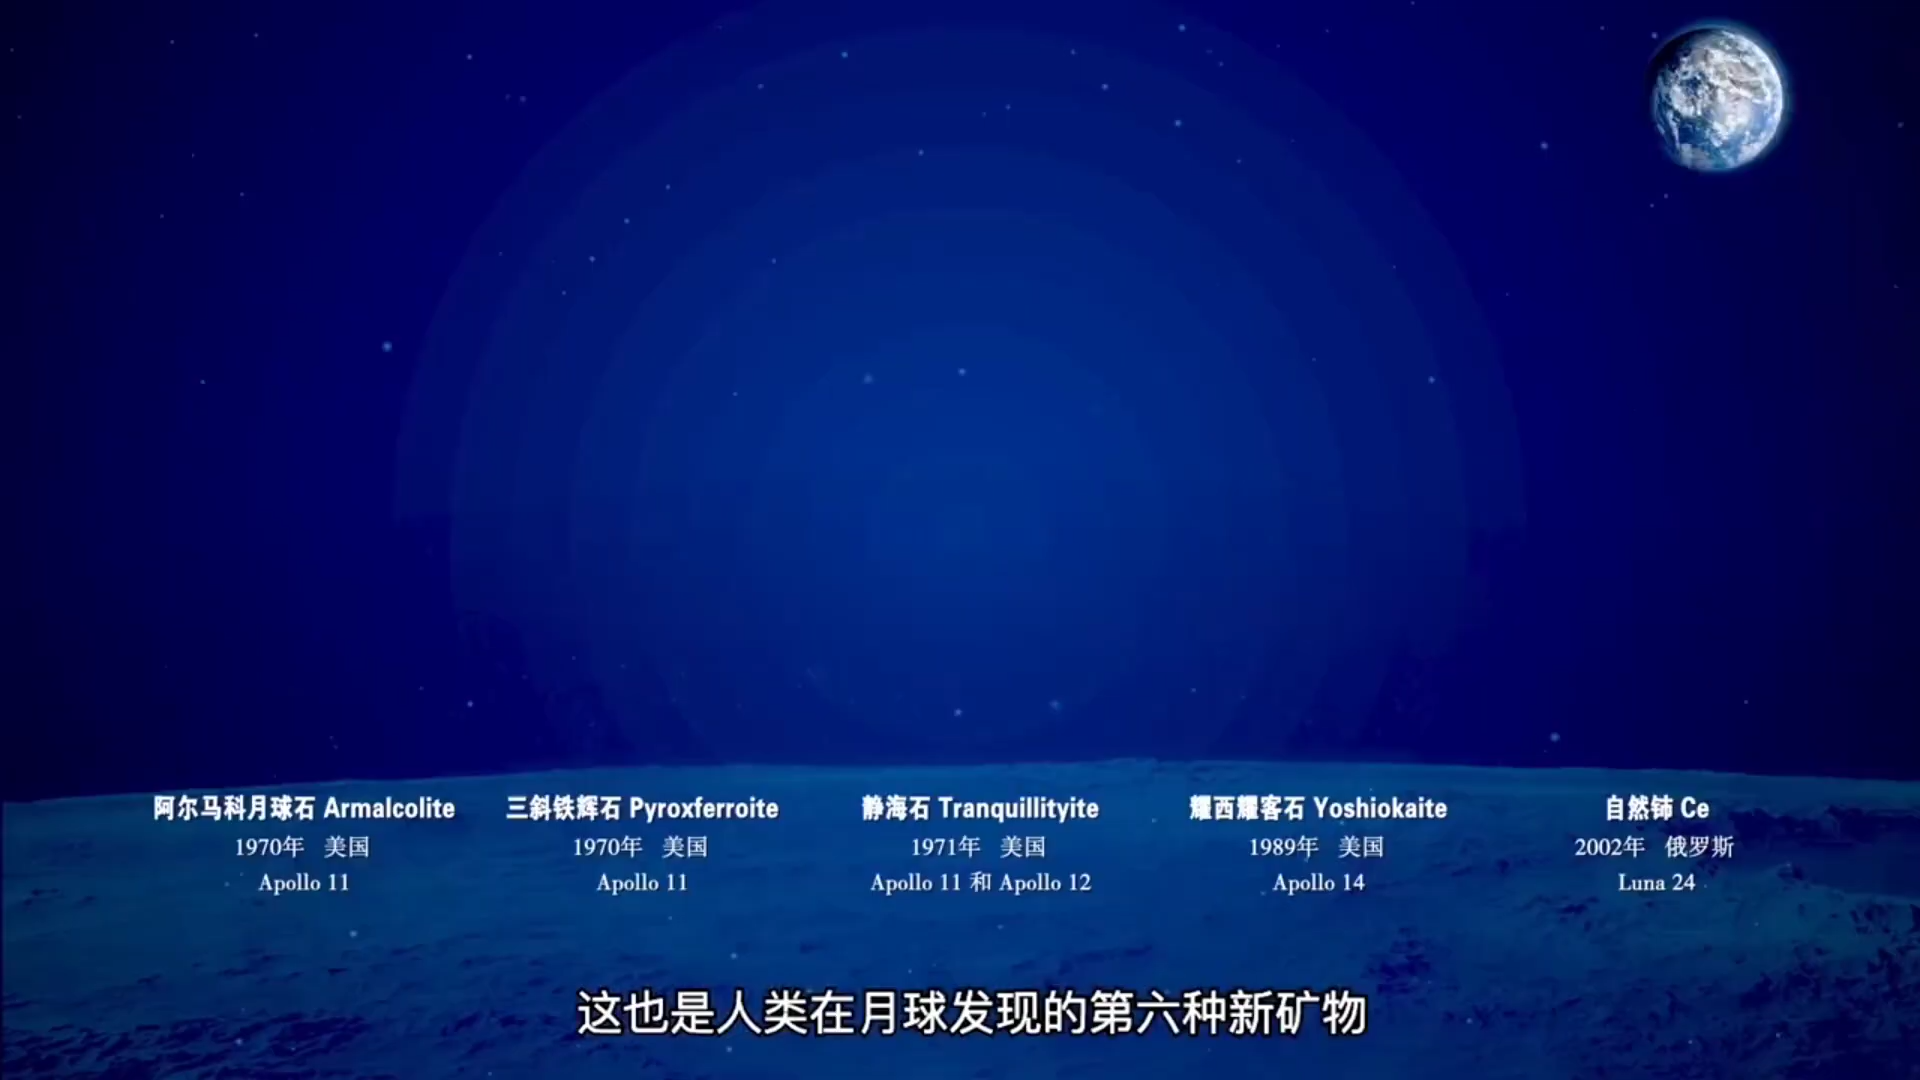 阿尔马科月球石 Armalcolite
1970年 美国
Apollo 11
三斜铁辉石 Pyroxferroite
1970年 美国
Apollo 11
静海石 Tranquillityite
1971年 美国
Apollo 11 和 Apollo 12
耀西耀客石 Yoshiokaite
1989年 美国
Apollo 14
自然铈 Ce
2002年 俄罗斯
Luna 24
这也是人类在月球发现的第六种新矿物